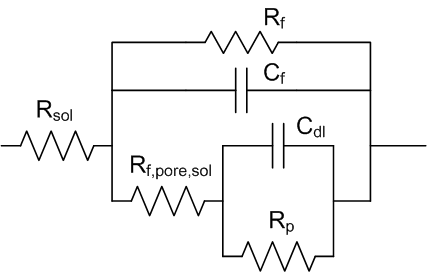 R_f
C_f
R_sol
C_dl
R_f,pore,sol
R_p